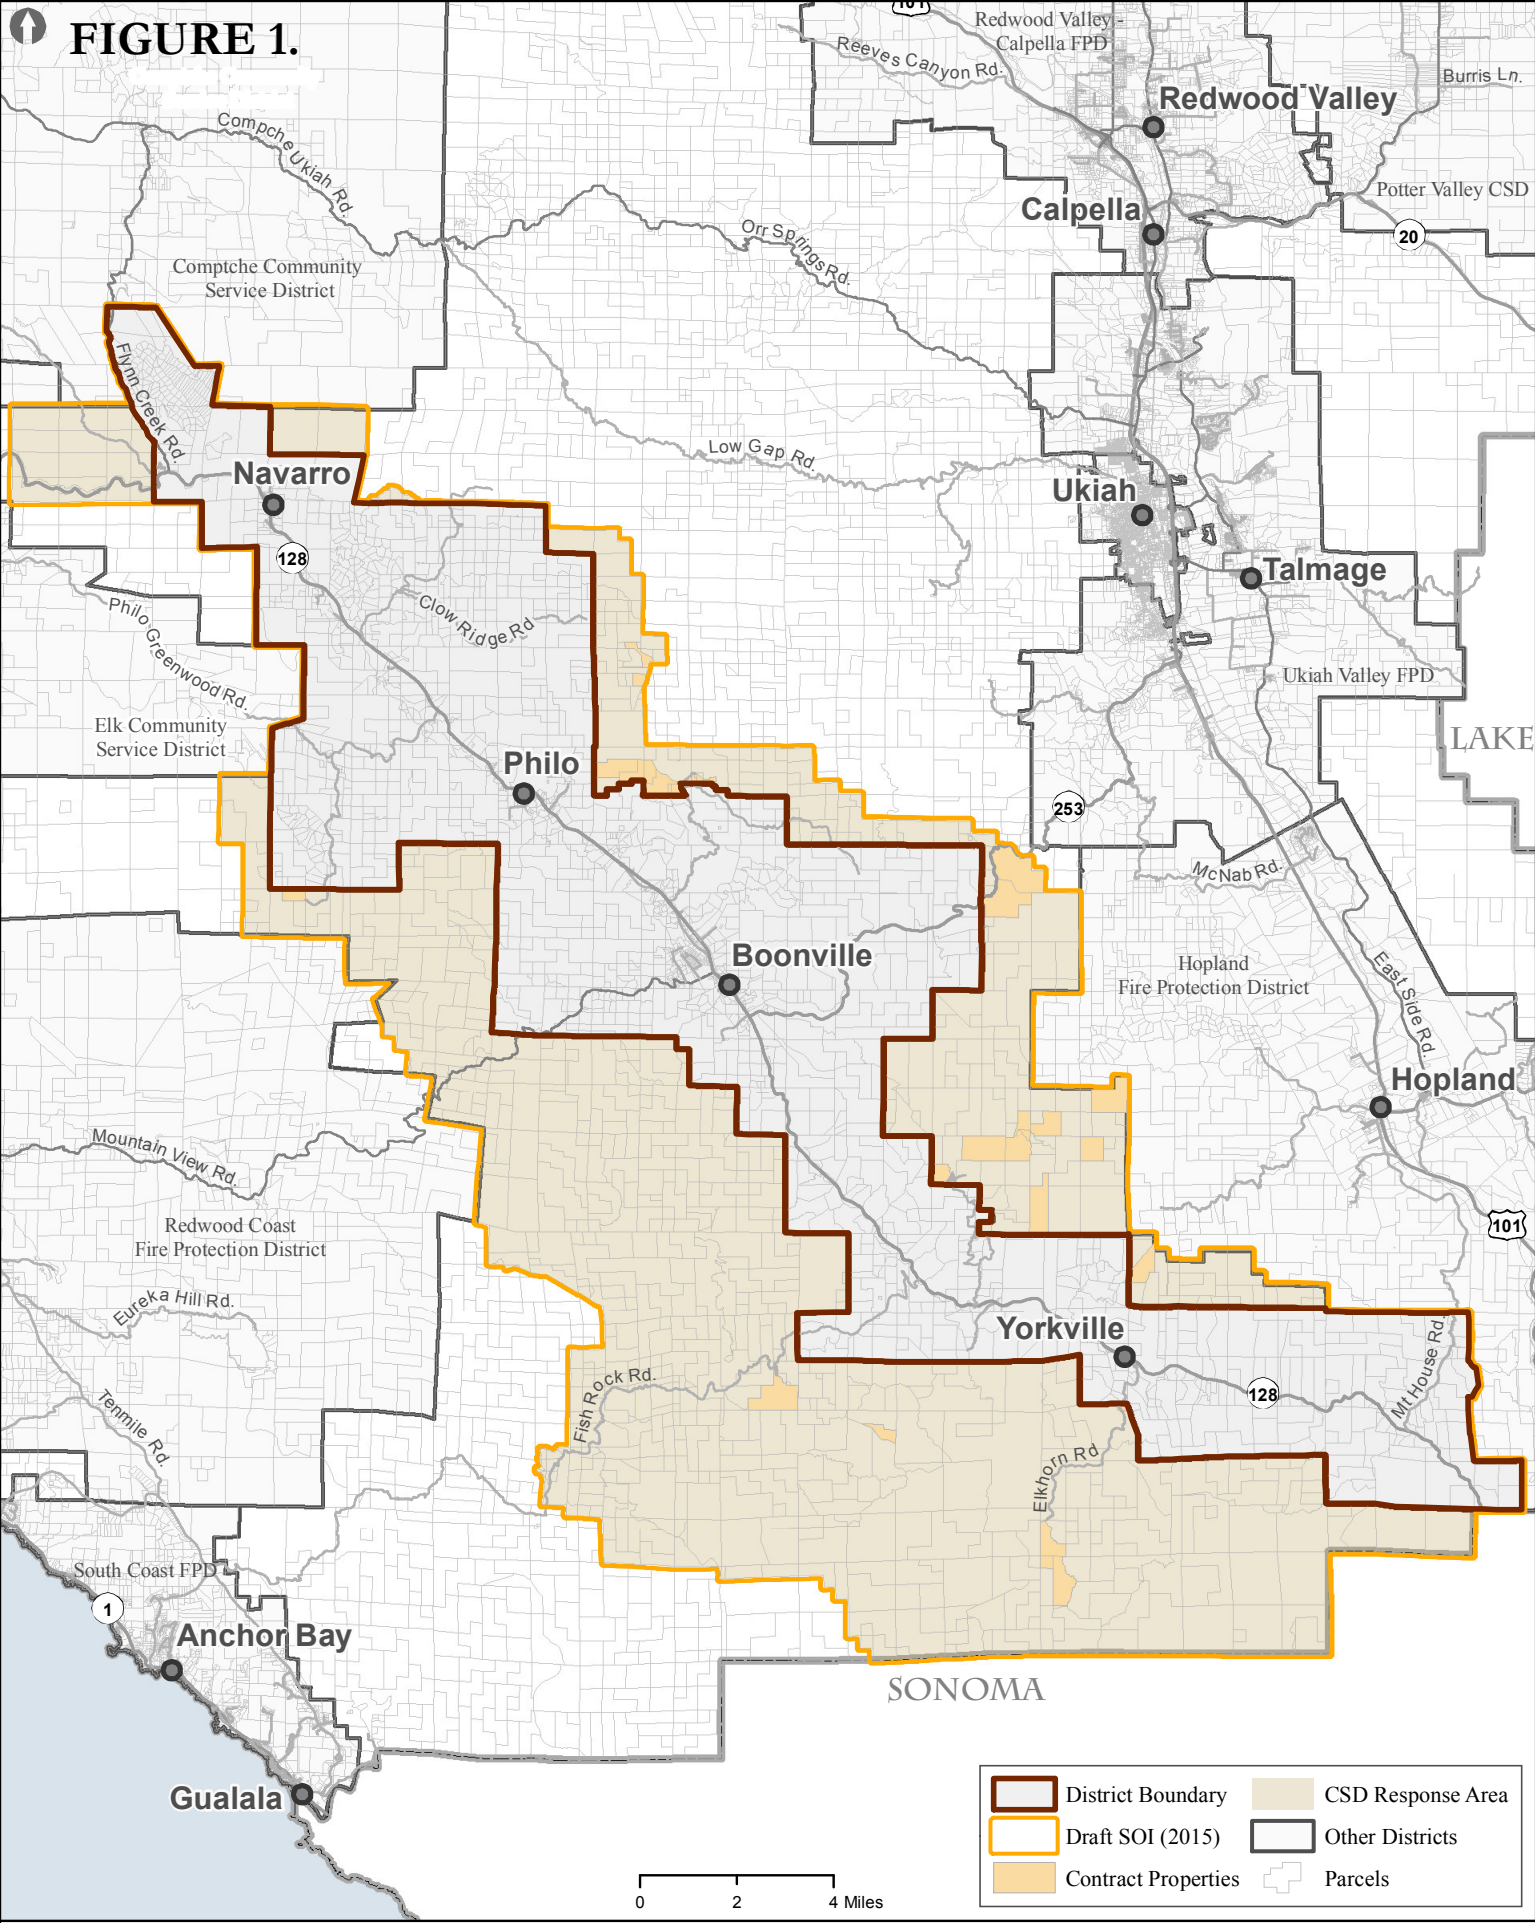 FIGURE 1.
101
Redwood Valley -
Calpella FPD
Reeves Canyon Rd.
Burris Ln.
Redwood Valley
Compche Ukiah Rd.
Potter Valley CSD
Calpella
20
Orr Springs Rd.
Comptche Community
Service District
Flynn Creek Rd.
Low Gap Rd.
Navarro
Ukiah
128
Talmage
Clow Ridge Rd
Philo Greenwood Rd.
Ukiah Valley FPD
Elk Community
Service District
LAKE
Philo
253
McNab Rd.
Boonville
Hopland
Fire Protection District
East Side Rd.
Hopland
Mountain View Rd.
Redwood Coast
Fire Protection District
101
Eureka Hill Rd.
Yorkville
Mt House Rd.
Fish Rock Rd.
128
Tenmile Rd.
Elkhorn Rd
South Coast FPD
1
Anchor Bay
SONOMA
Gualala
District Boundary
CSD Response Area
Draft SOI (2015)
Other Districts
Contract Properties
Parcels
0 2 4 Miles